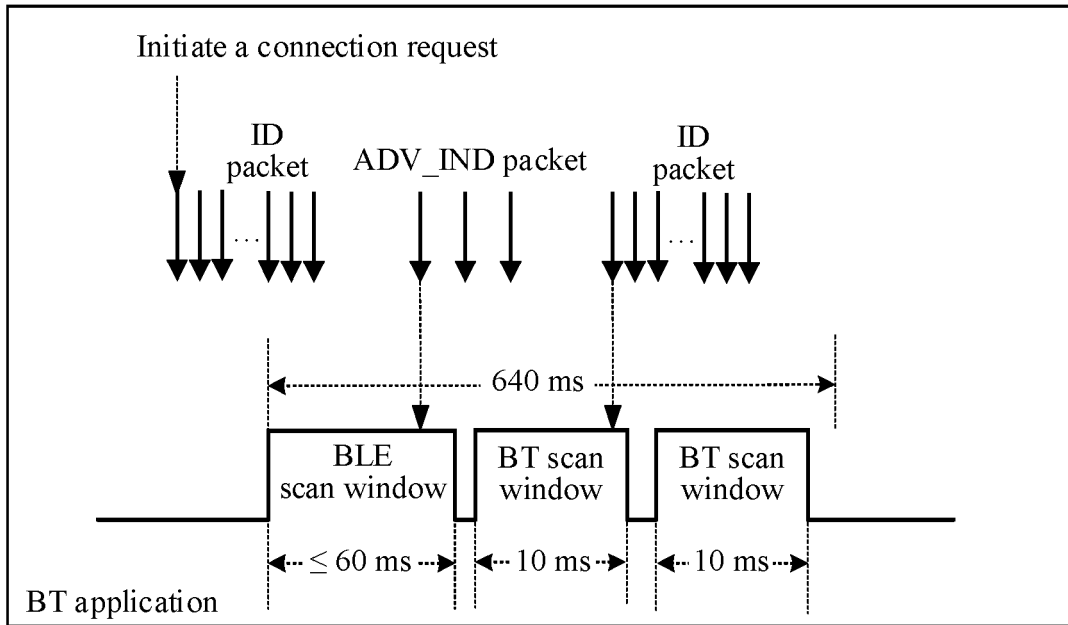 Initiate a connection request
ID
packet
ADV_IND packet
ID
packet
...
...
640 ms
BLE
scan window
BT scan
window
BT scan
window
≤ 60 ms
10 ms
10 ms
BT application